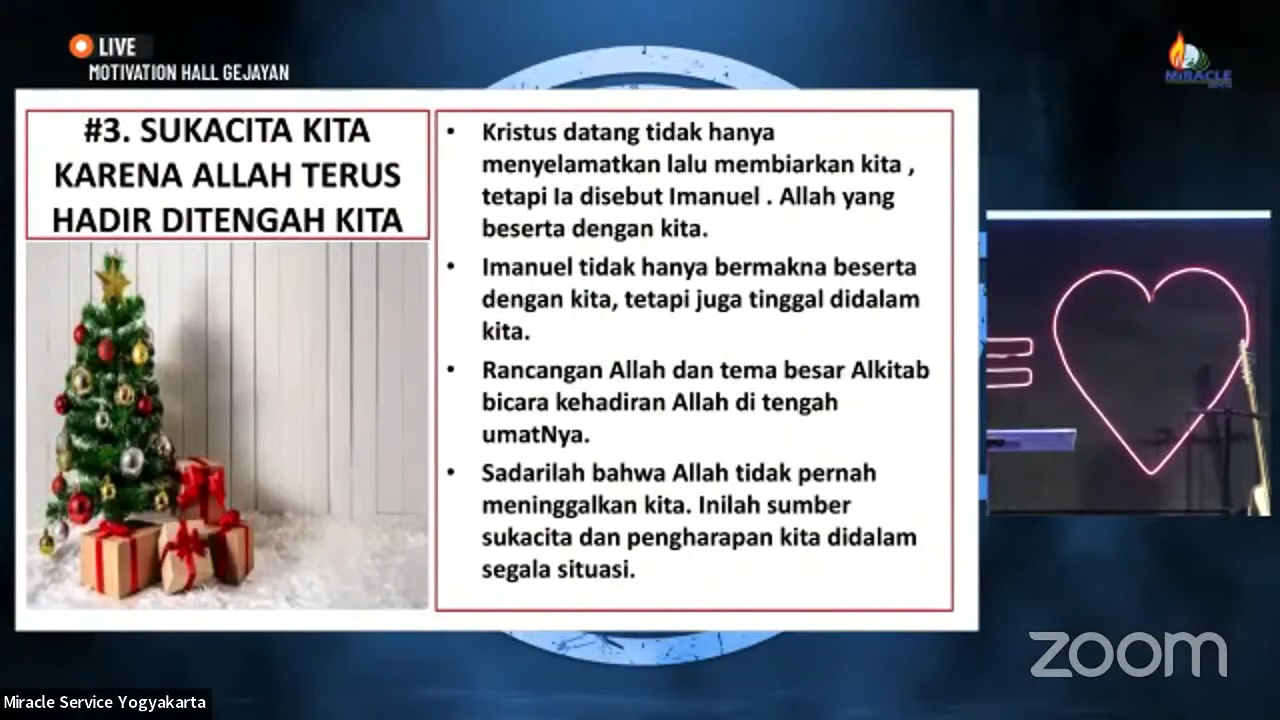 LIVE
MOTIVATION HALL GEJAYAN
MIRACLE
#3. SUKACITA KITA
KARENA ALLAH TERUS
HADIR DITENGAH KITA
• Kristus datang tidak hanya
menyelamatkan lalu membiarkan kita ,
tetapi Ia disebut Imanuel . Allah yang
beserta dengan kita.
• Imanuel tidak hanya bermakna beserta
dengan kita, tetapi juga tinggal didalam
kita.
• Rancangan Allah dan tema besar Alkitab
bicara kehadiran Allah di tengah
umatNya.
• Sadarilah bahwa Allah tidak pernah
meninggalkan kita. Inilah sumber
sukacita dan pengharapan kita didalam
segala situasi.
zoom
Miracle Service Yogyakarta